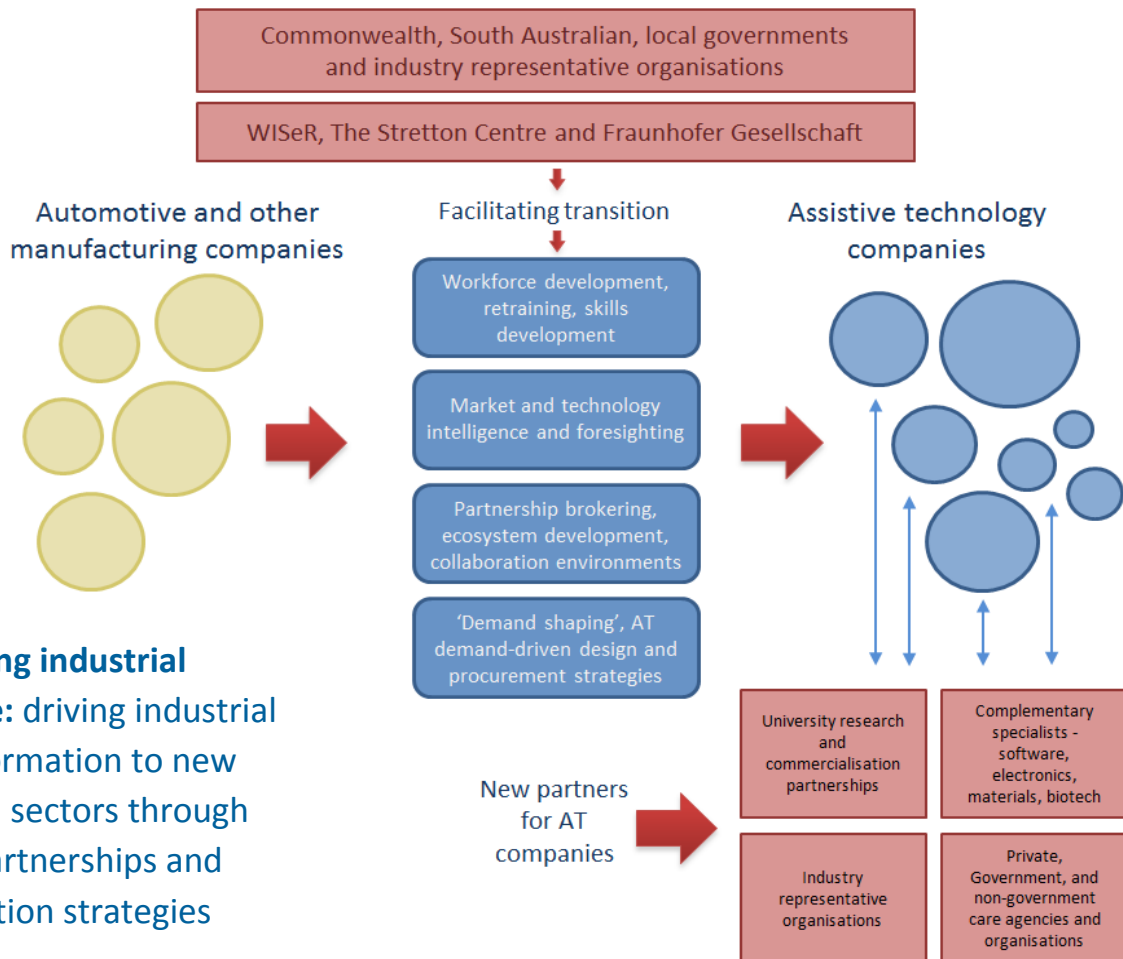 Commonwealth, South Australian, local governments
and industry representative organisations
WISeR, The Stretton Centre and Fraunhofer Gesellschaft
Automotive and other
manufacturing companies
Facilitating transition
Assistive technology
companies
Workforce development,
retraining, skills
development
Market and technology
intelligence and foresighting
Partnership brokering,
ecosystem development,
collaboration environments
‘Demand shaping’, AT
demand-driven design and
procurement strategies
ng industrial
e: driving industrial
ormation to new
sectors through
artnerships and
tion strategies
New partners
for AT
companies
University research
and
commercialisation
partnerships
Complementary
specialists -
software,
electronics,
materials, biotech
Industry
representative
organisations
Private,
Government, and
non-government
care agencies and
organisations